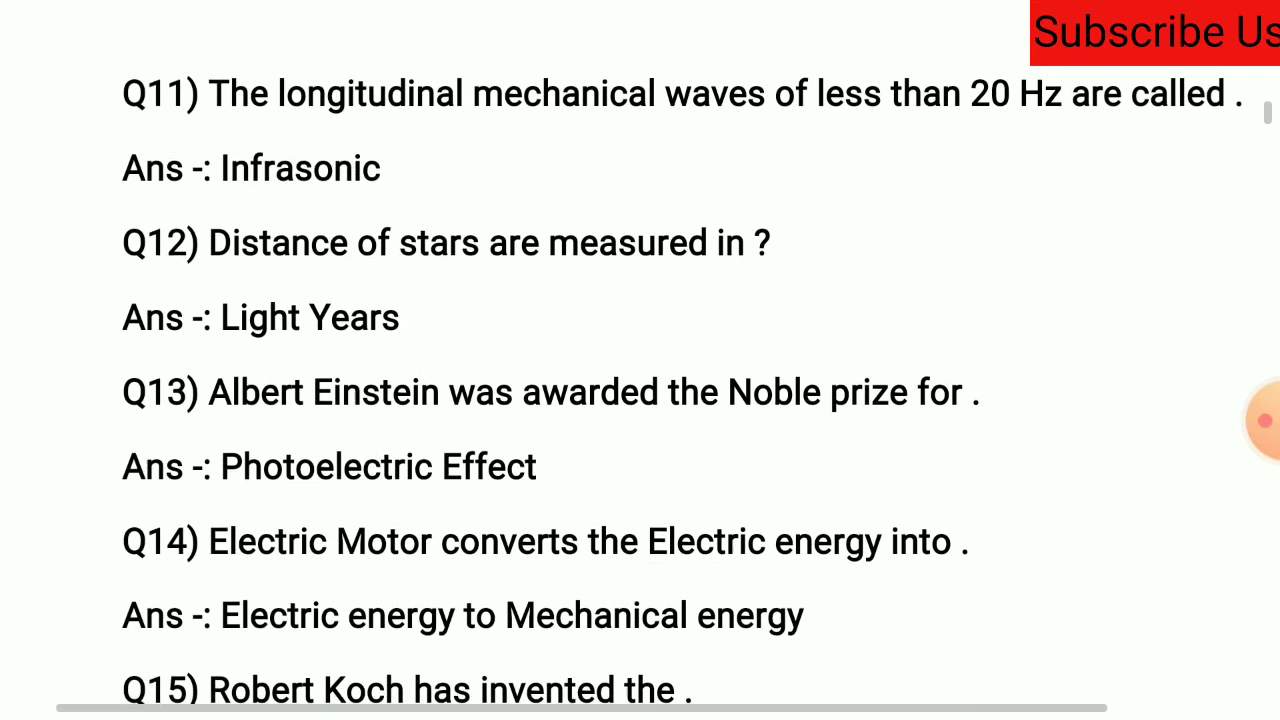 Subscribe Us
Q11) The longitudinal mechanical waves of less than 20 Hz are called .
Ans -: Infrasonic
Q12) Distance of stars are measured in ?
Ans -: Light Years
Q13) Albert Einstein was awarded the Noble prize for .
Ans -: Photoelectric Effect
Q14) Electric Motor converts the Electric energy into .
Ans -: Electric energy to Mechanical energy
Q15) Robert Koch has invented the .